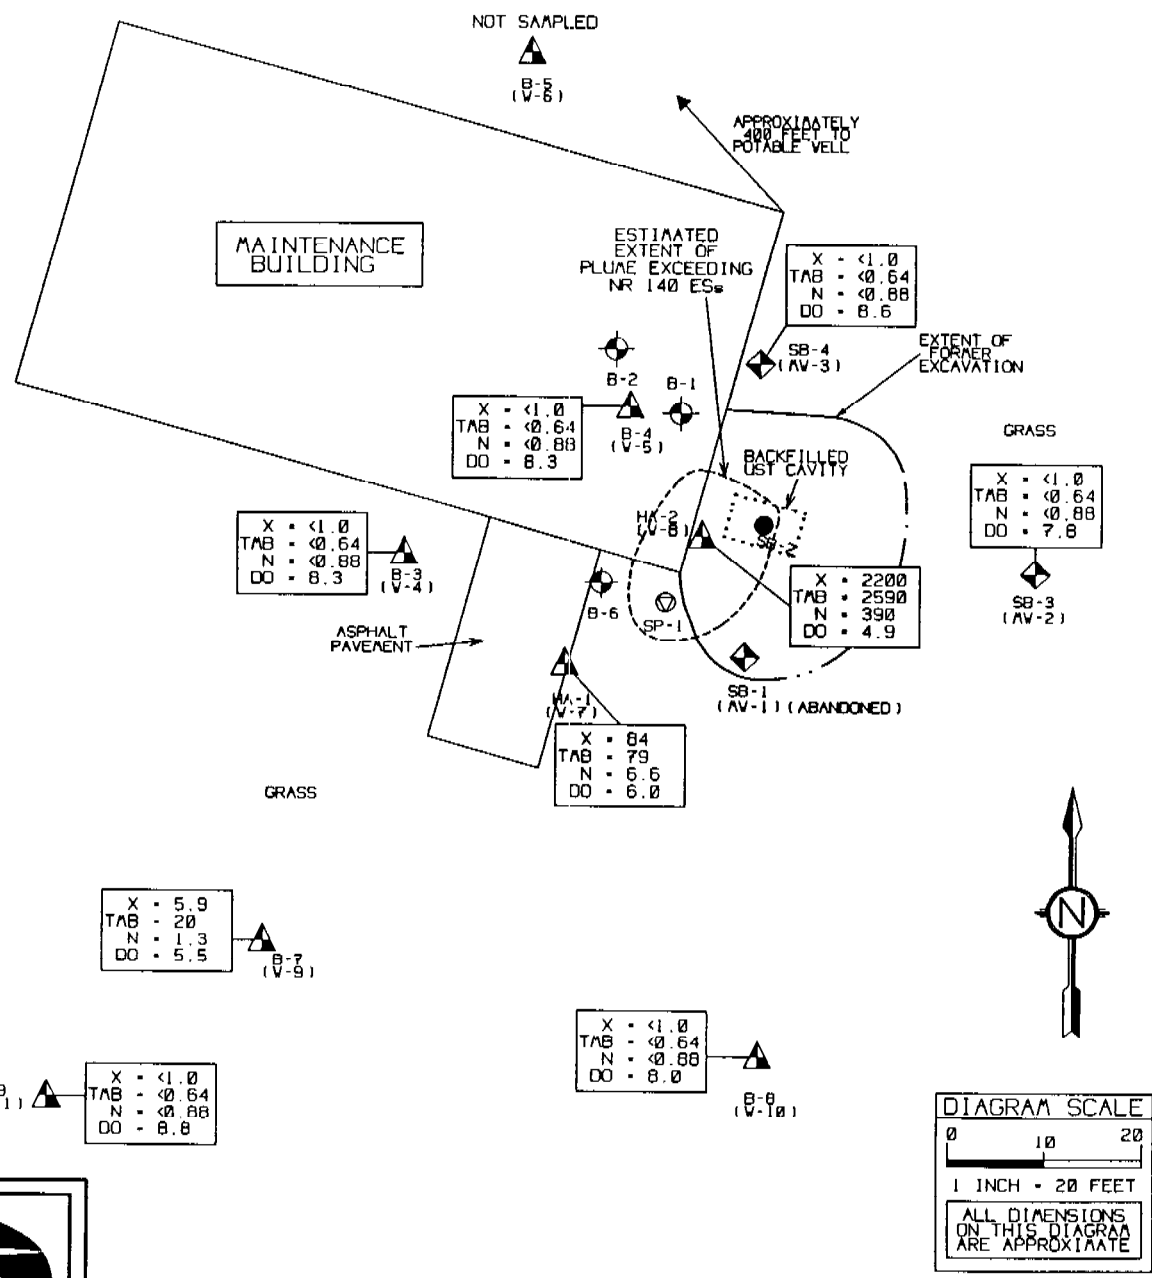 NOT SAMPLED
B-5
(W-6)
APPROXIMATELY
400 FEET TO
POTABLE WELL
MAINTENANCE
BUILDING
ESTIMATED
EXTENT OF
PLUME EXCEEDING
NR 140 ESs
X - <1.0
TMB - <0.64
N - <0.88
DO - 8.6
SB-4
(MW-3)
EXTENT OF
FORMER
EXCAVATION
B-2
B-1
X - <1.0
TMB - <0.64
N - <0.88
DO - 8.3
B-4
(W-5)
GRASS
BACKFILLED
UST CAVITY
X - <1.0
TMB - <0.64
N - <0.88
DO - 7.8
SB-3
(MW-2)
HA-2
(W-8)
SB-2
X - <1.0
TMB - <0.64
N - <0.88
DO - 8.3
B-3
(W-4)
X - 2200
TMB - 2590
N - 390
DO - 4.9
B-6
SP-1
ASPHALT
PAVEMENT
SB-1
(MW-1) (ABANDONED)
HA-1
(W-7)
X - 84
TMB - 79
N - 6.6
DO - 6.0
GRASS
X - 5.9
TMB - 20
N - 1.3
DO - 5.5
B-7
(W-9)
N
X - <1.0
TMB - <0.64
N - <0.88
DO - 8.0
B-8
(W-10)
X - <1.0
TMB - <0.64
N - <0.88
DO - 8.8
DIAGRAM SCALE
0 10 20
1 INCH - 20 FEET
ALL DIMENSIONS
ON THIS DIAGRAM
ARE APPROXIMATE